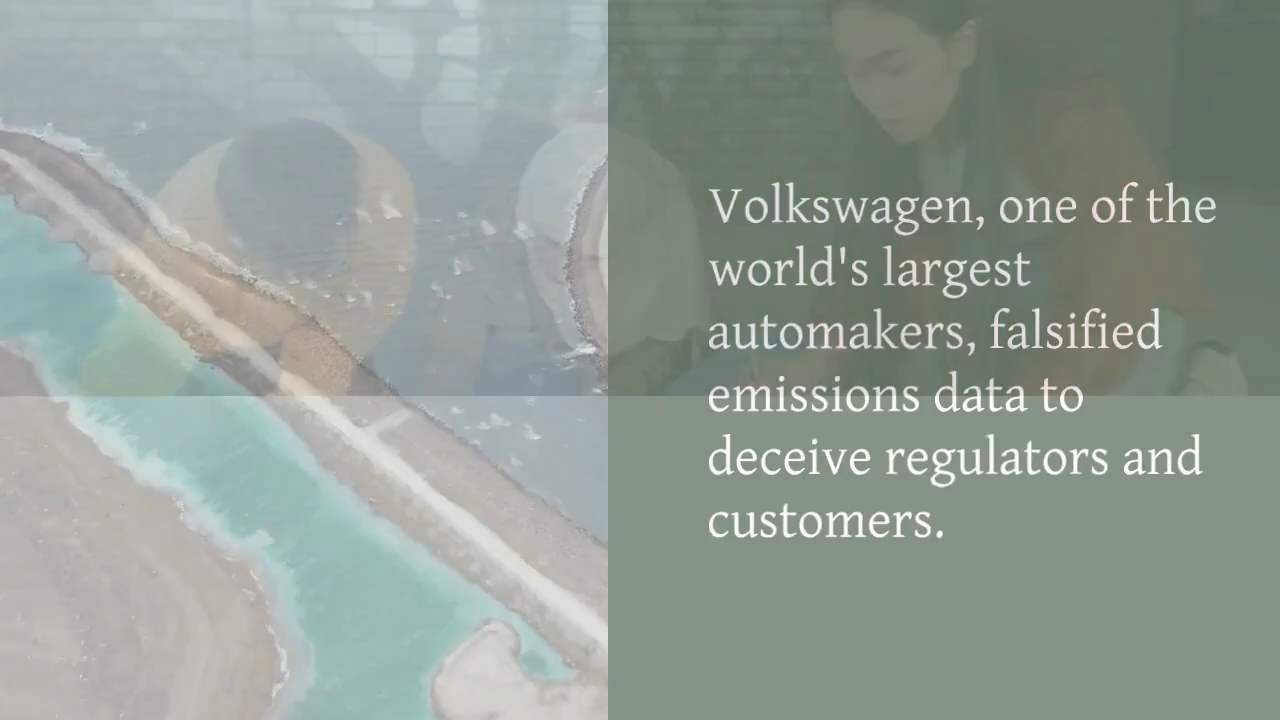 Volkswagen, one of the
world's largest
automakers, falsified
emissions data to
deceive regulators and
customers.